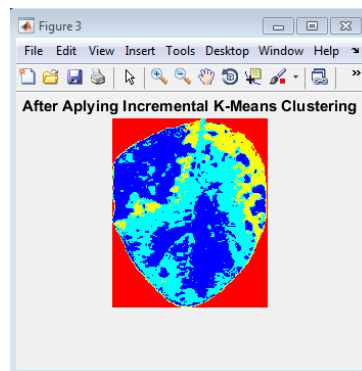 Figure 3
File Edit View Insert Tools Desktop Window Help
After Aplying Incremental K-Means Clustering